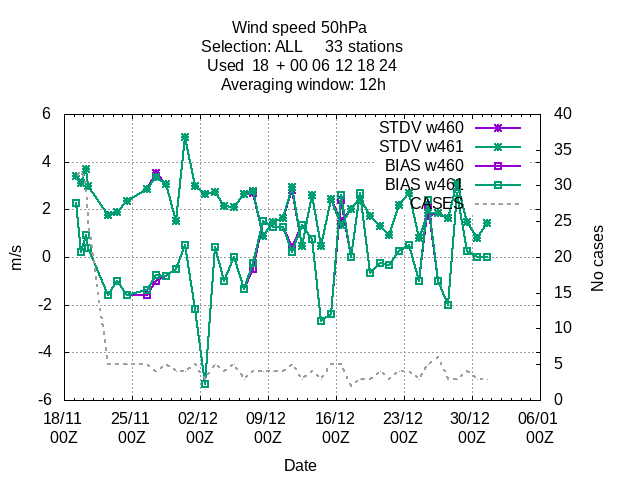 Wind speed 50hPa
Selection: ALL 33 stations
Used 18 + 00 06 12 18 24
Averaging window: 12h
6 40
STDV w460
35
STDV w461
4
BIAS w460
30
BIAS w461
2 CASES
25
m/s 0 20 No cases
15
-2
10
-4
5
-6 0
18/11 25/11 02/12 09/12 16/12 23/12 30/12 06/01
00Z 00Z 00Z 00Z 00Z 00Z 00Z 00Z
Date